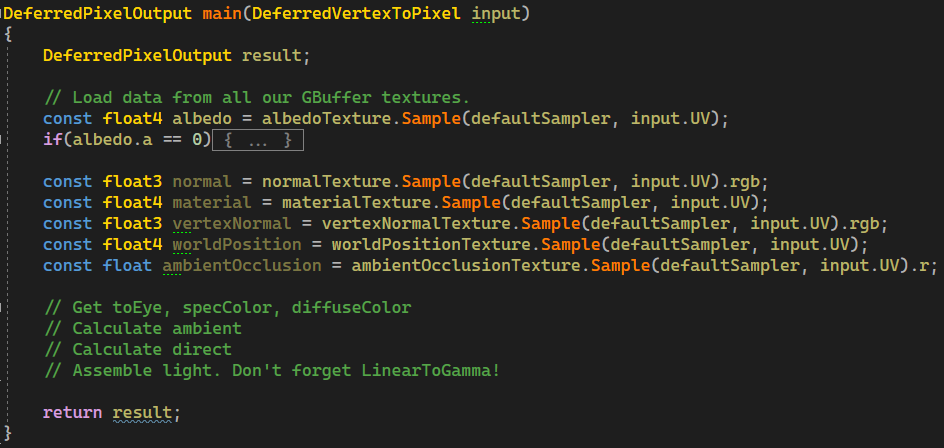 DeferredPixelOutput main(DeferredVertexToPixel input)
{
    DeferredPixelOutput result;

    // Load data from all our GBuffer textures.
    const float4 albedo = albedoTexture.Sample(defaultSampler, input.UV);
    if(albedo.a == 0){ ... }

    const float3 normal = normalTexture.Sample(defaultSampler, input.UV).rgb;
    const float4 material = materialTexture.Sample(defaultSampler, input.UV);
    const float3 vertexNormal = vertexNormalTexture.Sample(defaultSampler, input.UV).rgb;
    const float4 worldPosition = worldPositionTexture.Sample(defaultSampler, input.UV);
    const float ambientOcclusion = ambientOcclusionTexture.Sample(defaultSampler, input.UV).r;

    // Get toEye, specColor, diffuseColor
    // Calculate ambient
    // Calculate direct
    // Assemble light. Don't forget LinearToGamma!

    return result;
}